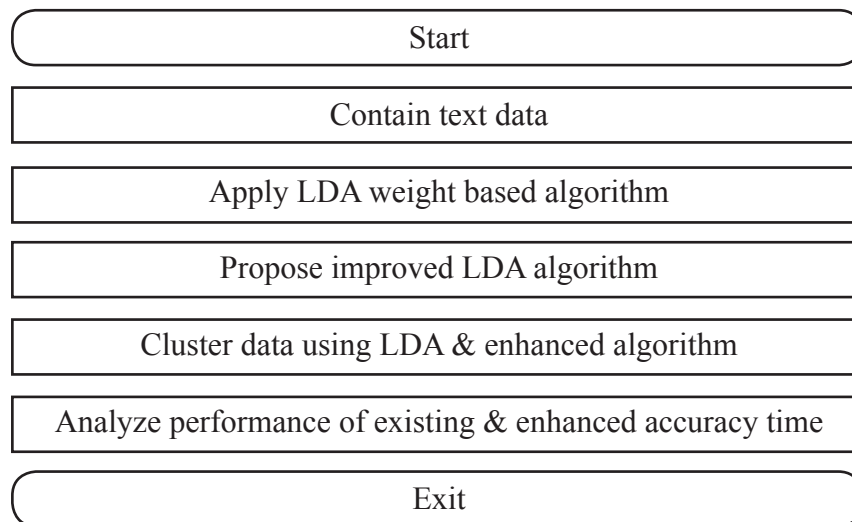 Start
Contain text data
Apply LDA weight based algorithm
Propose improved LDA algorithm
Cluster data using LDA & enhanced algorithm
Analyze performance of existing & enhanced accuracy time
Exit